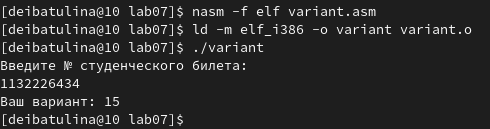 [deibatulina@10 lab07]$ nasm -f elf variant.asm
[deibatulina@10 lab07]$ ld -m elf_i386 -o variant variant.o
[deibatulina@10 lab07]$ ./variant
Введите № студенческого билета:
1132226434
Ваш вариант: 15
[deibatulina@10 lab07]$